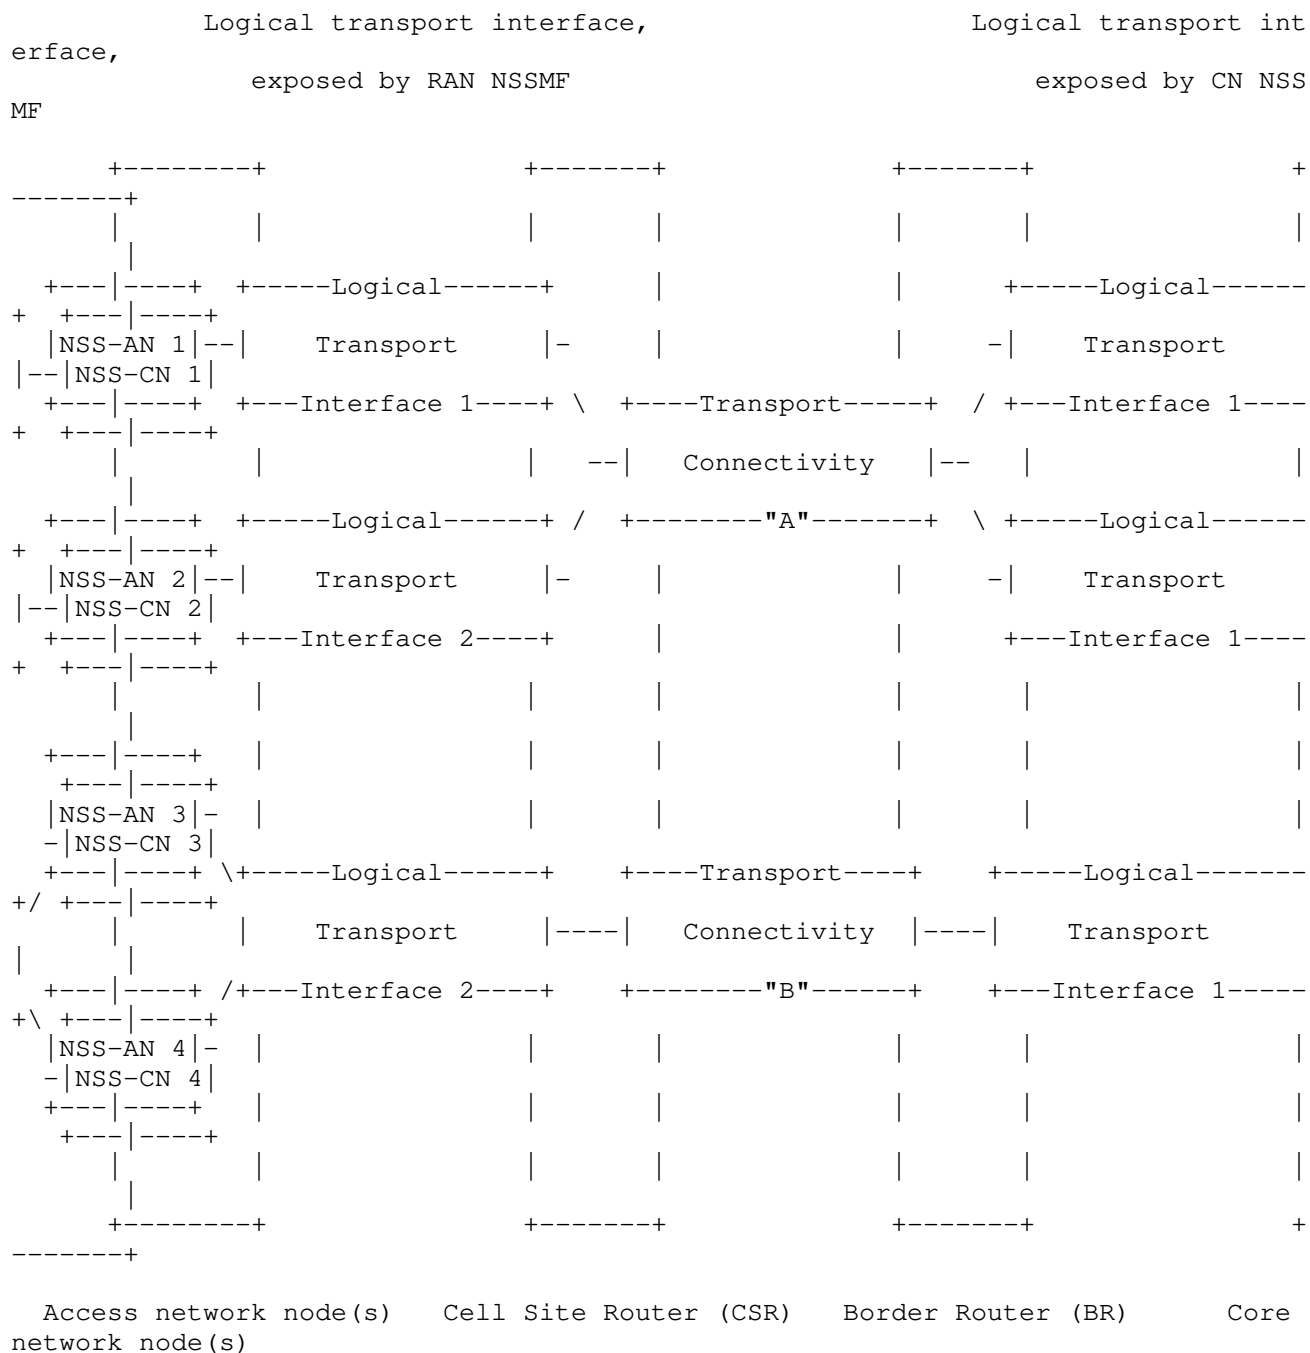 Logical transport interface,                     Logical transport int
erface,
               exposed by RAN NSSMF                              exposed by CN NSS
MF

      +--------+                 +-------+               +-------+                +
-------+
      |        |                 |       |               |       |                |
       |
  +---|----+  +-----Logical------+       |               |      +-----Logical------
+  +---|----+
  |NSS-AN 1|--|    Transport     |-      |               |     -|    Transport
|--|NSS-CN 1|
  +---|----+  +---Interface 1----+ \  +----Transport-----+  / +---Interface 1----
+  +---|----+
      |        |                 |   --|   Connectivity   |--   |                |
       |
  +---|----+  +-----Logical------+ /  +--------"A"-------+  \ +-----Logical------
+  +---|----+
  |NSS-AN 2|--|    Transport     |-      |               |     -|    Transport
|--|NSS-CN 2|
  +---|----+  +---Interface 2----+       |               |      +---Interface 1----
+  +---|----+
      |        |                 |       |               |       |                |
       |
  +---|----+   |                 |       |               |       |                |
   +---|----+
  |NSS-AN 3|-  |                 |       |               |       |                |
  -|NSS-CN 3|
  +---|----+ \+-----Logical------+    +----Transport----+    +-----Logical-------
+/ +---|----+
      |       |    Transport     |----|   Connectivity  |----|    Transport
|      |
  +---|----+ /+---Interface 2----+    +--------"B"------+    +---Interface 1-----
+\ +---|----+
  |NSS-AN 4|-  |                 |       |               |       |                |
  -|NSS-CN 4|
  +---|----+   |                 |       |               |       |                |
   +---|----+
      |        |                 |       |               |       |                |
       |
      +--------+                 +-------+               +-------+                +
-------+

  Access network node(s)   Cell Site Router (CSR)   Border Router (BR)      Core
network node(s)